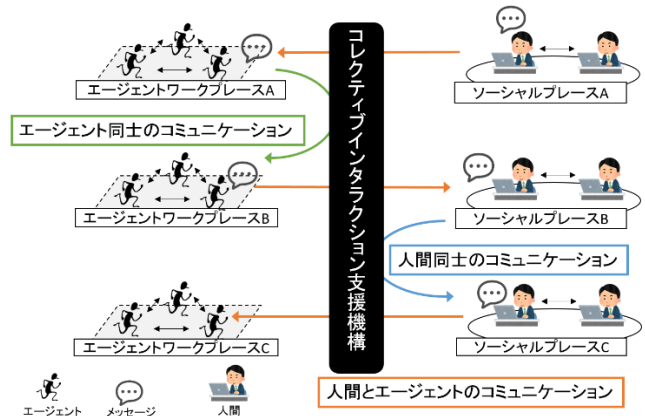 エージェントワークプレースA
ソーシャルプレースA
エージェント同士のコミュニケーション
コレクティブインタラクション支援機構
エージェントワークプレースB
ソーシャルプレースB
人間同士のコミュニケーション
エージェントワークプレースC
ソーシャルプレースC
人間とエージェントのコミュニケーション
エージェント
メッセージ
人間